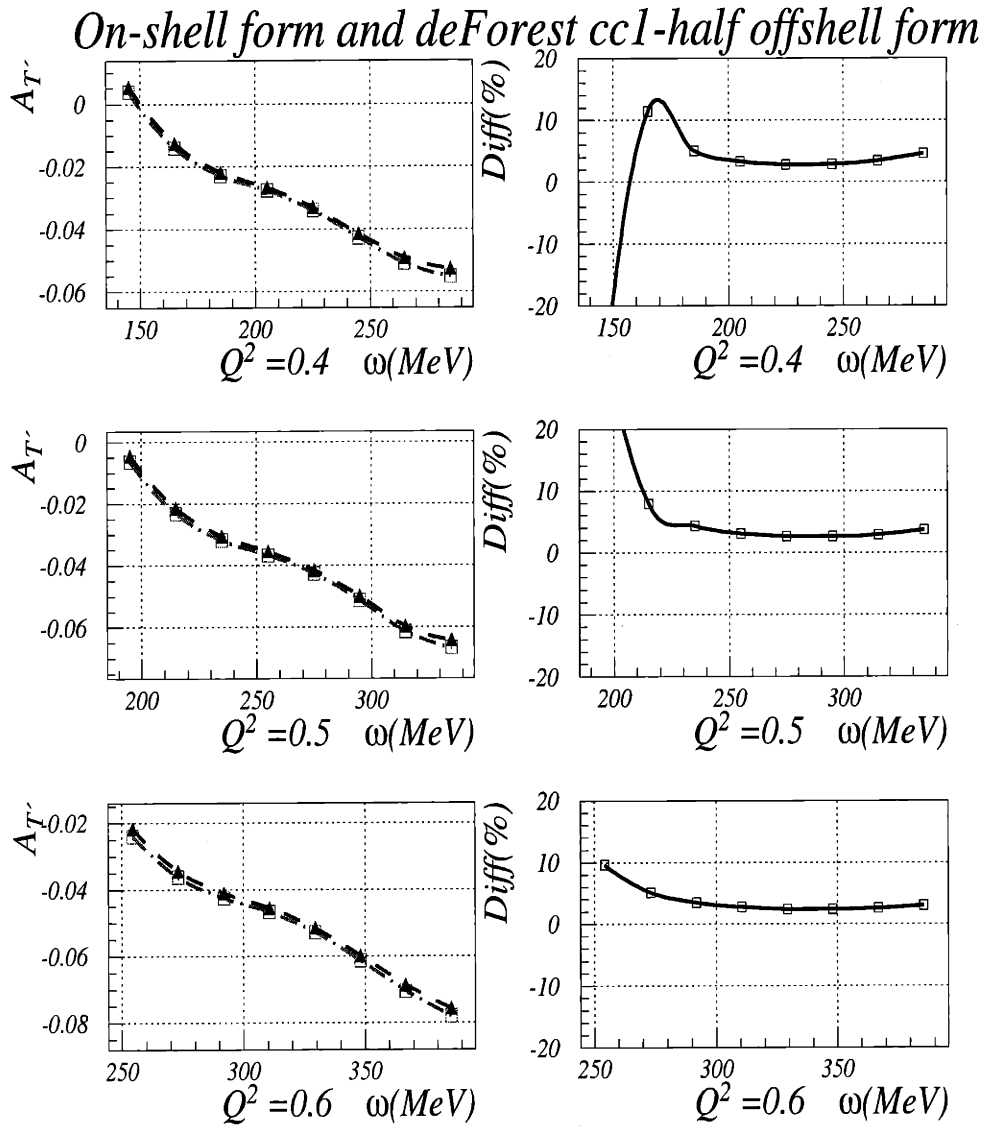 On-shell form and deForest cc1-half offshell form
A_T´
0
-0.02
-0.04
-0.06
150 200 250
Q² =0.4 ω(MeV)
Diff(%)
20
10
0
-10
-20
150 200 250
Q² =0.4 ω(MeV)
A_T´
0
-0.02
-0.04
-0.06
200 250 300
Q² =0.5 ω(MeV)
Diff(%)
20
10
0
-10
-20
200 250 300
Q² =0.5 ω(MeV)
A_T´
-0.02
-0.04
-0.06
-0.08
250 300 350
Q² =0.6 ω(MeV)
Diff(%)
20
10
0
-10
-20
250 300 350
Q² =0.6 ω(MeV)